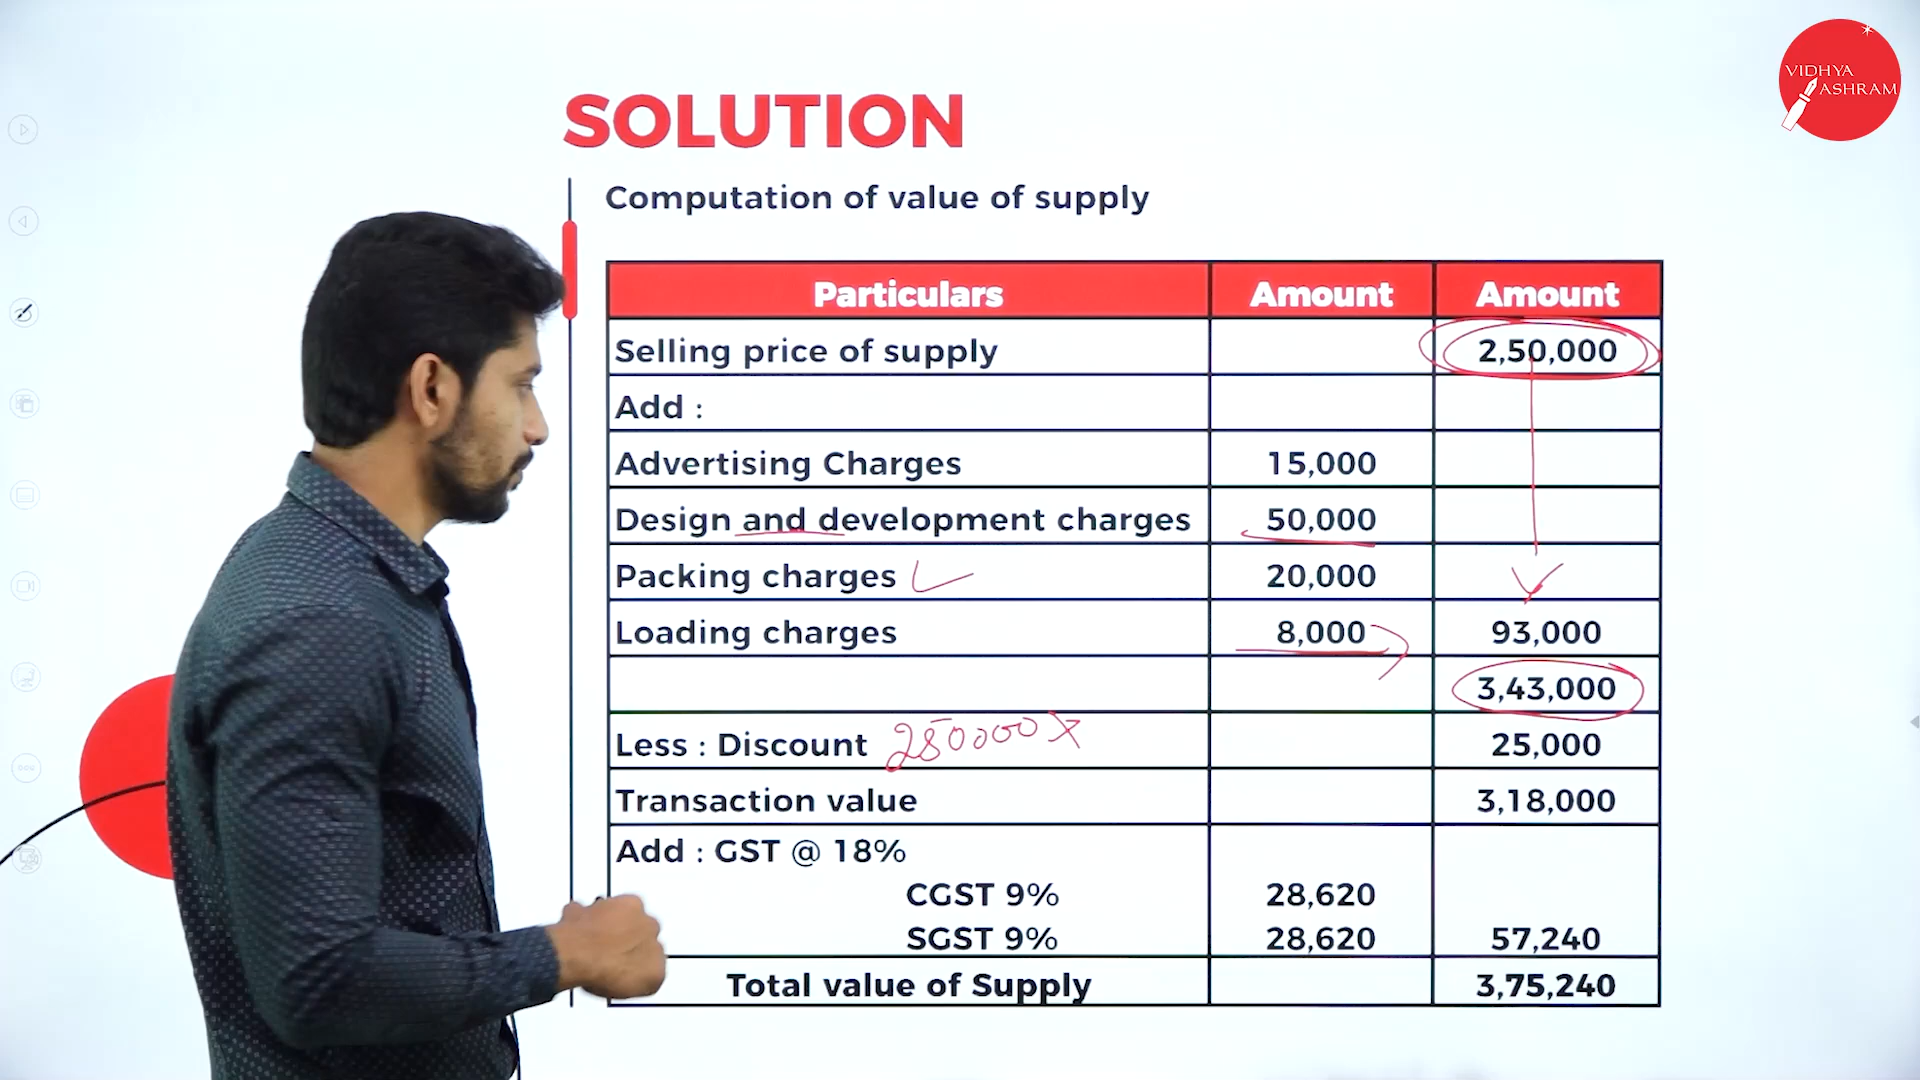 VIDHYA
ASHRAM
SOLUTION
Computation of value of supply
Particulars Amount Amount
Selling price of supply 2,50,000
Add :
Advertising Charges 15,000
Design and development charges 50,000
Packing charges 20,000
Loading charges 8,000 93,000
3,43,000
Less : Discount 250000 x 25,000
Transaction value 3,18,000
Add : GST @ 18%
CGST 9% 28,620
SGST 9% 28,620 57,240
Total value of Supply 3,75,240